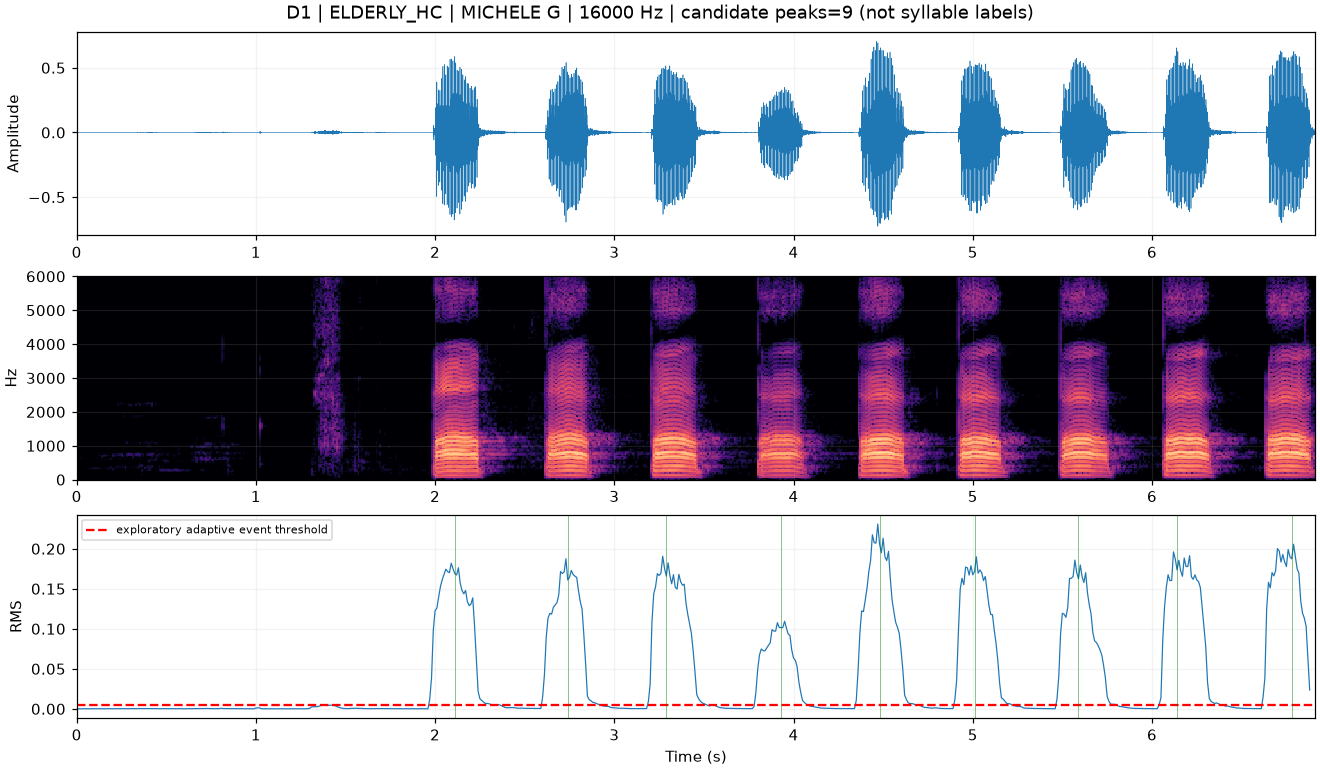 D1 | ELDERLY_HC | MICHELE G | 16000 Hz | candidate peaks=9 (not syllable labels)
Amplitude
0.5
0.0
−0.5
0 1 2 3 4 5 6
Hz
6000
5000
4000
3000
2000
1000
0
0 1 2 3 4 5 6
RMS
exploratory adaptive event threshold
0.20
0.15
0.10
0.05
0.00
0 1 2 3 4 5 6
Time (s)